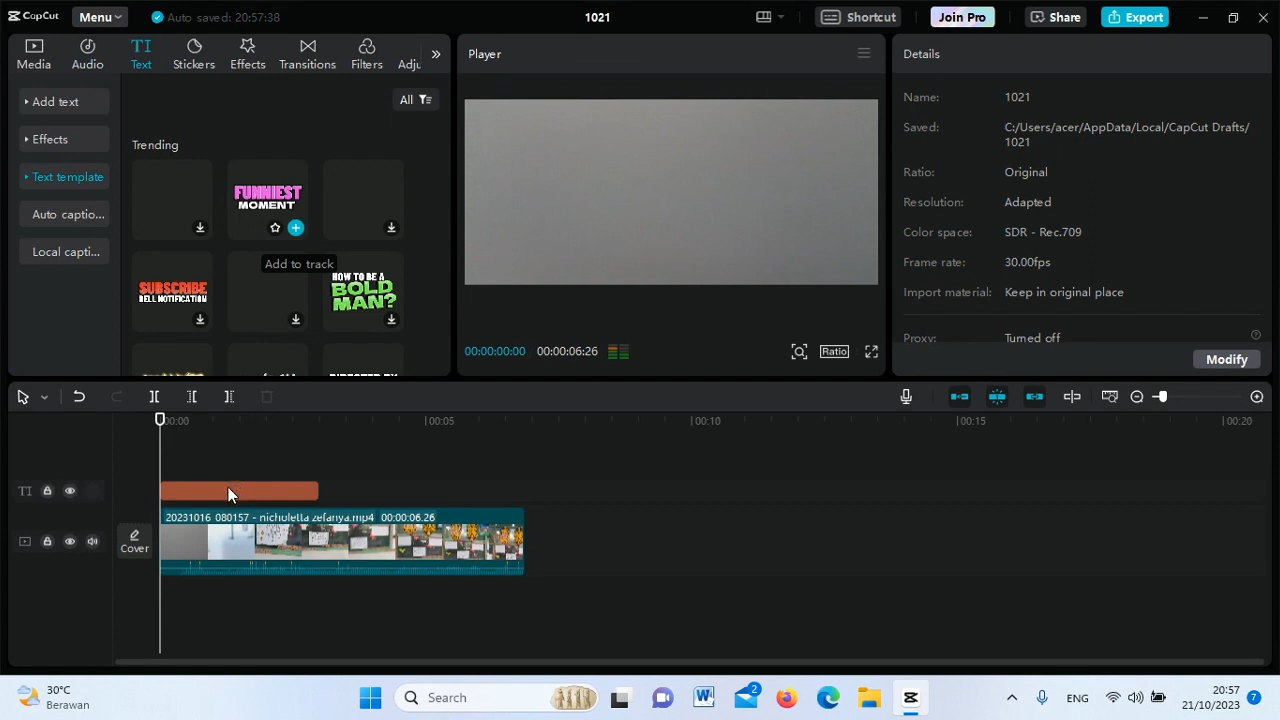 CapCut
Menu
Auto saved: 20:57:38
1021
Shortcut
Join Pro
Share
Export
Media
Audio
TI
Text
Stickers
Effects
Transitions
Filters
Adju
Player
Details
Add text
Effects
Text template
Auto captio...
Local capti...
All
Trending
FUNNIEST
MOMENT
Add to track
SUBSCRIBE
BELL NOTIFICATION
HOW TO BE A
BOLD
MAN?
DIRECTED BY
00:00:00:00
00:00:06:26
Ratio
Name:
1021
Saved:
C:/Users/acer/AppData/Local/CapCut Drafts/
1021
Ratio:
Original
Resolution:
Adapted
Color space:
SDR - Rec.709
Frame rate:
30.00fps
Import material:
Keep in original place
Proxy:
Turned off
Modify
00:00
00:05
00:10
00:15
00:20
TI
20231016_080157 - nicholetta zefanya.mp4
00:00:06:26
Cover
30°C
Berawan
Search
W
2
ENG
20:57
21/10/2023
7